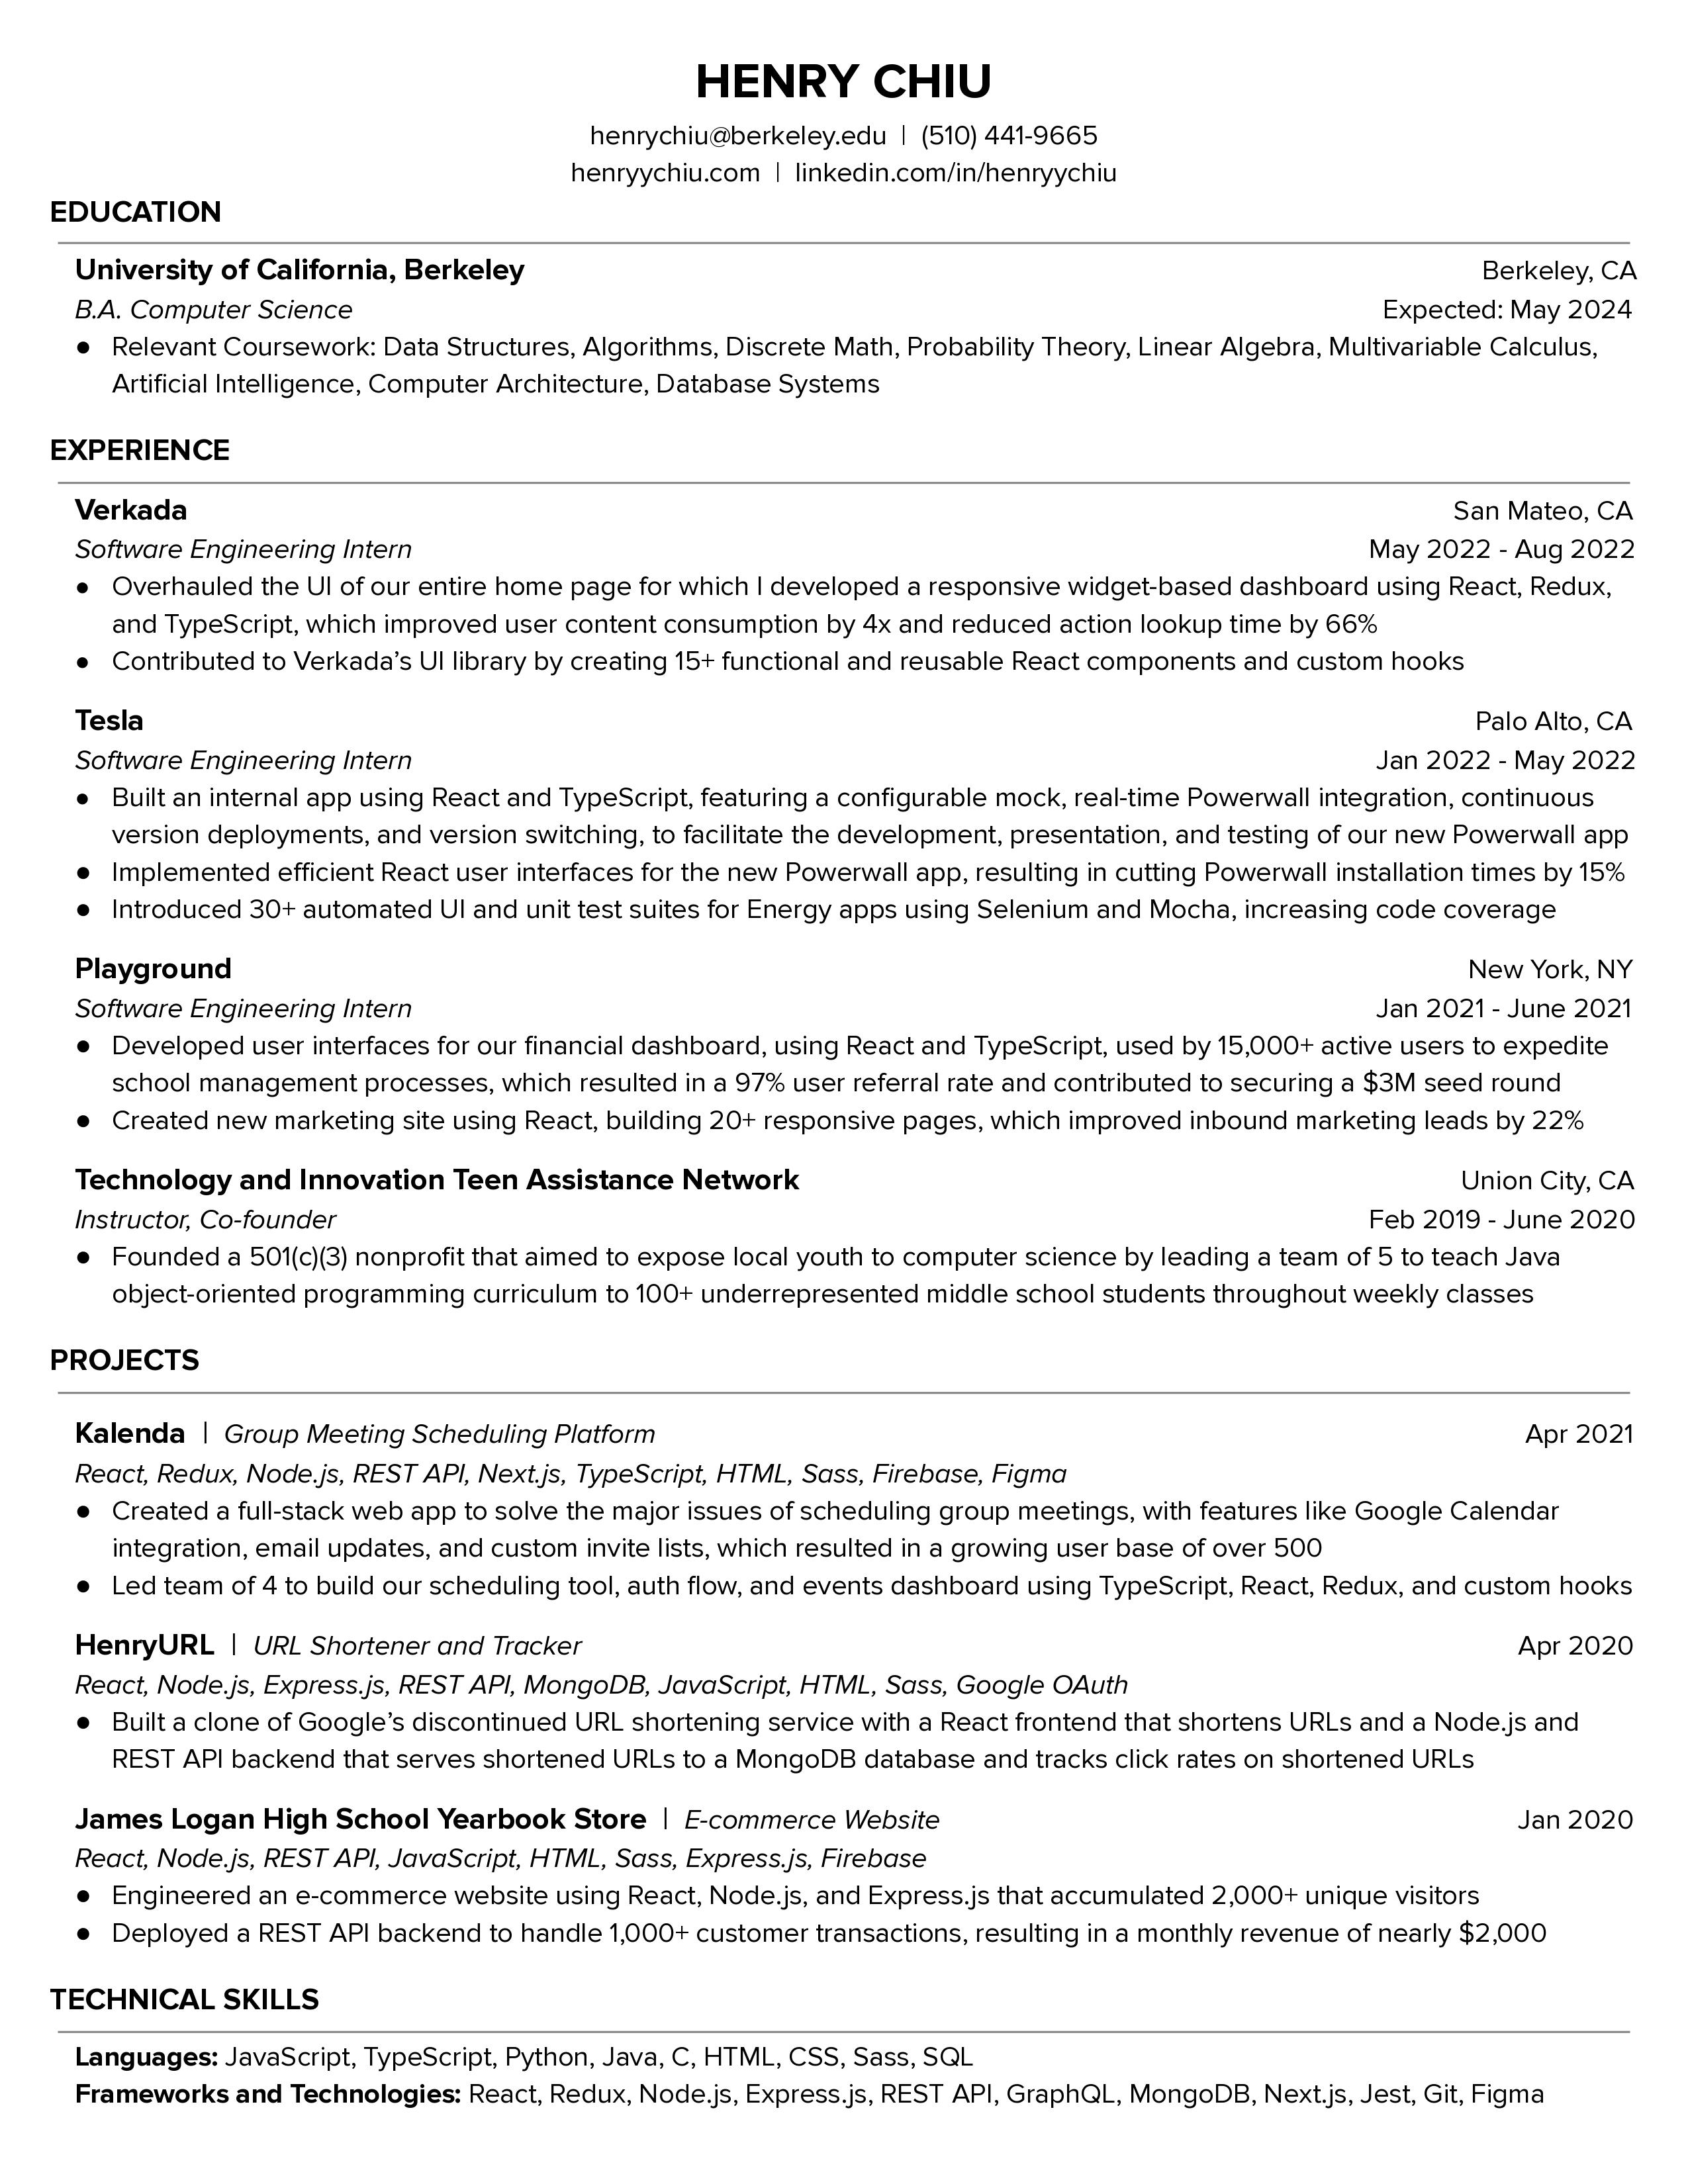 HENRY CHIU
henrychiu@berkeley.edu | (510) 441-9665
henryychiu.com | linkedin.com/in/henryychiu
EDUCATION
University of California, Berkeley Berkeley, CA
B.A. Computer Science Expected: May 2024
● Relevant Coursework: Data Structures, Algorithms, Discrete Math, Probability Theory, Linear Algebra, Multivariable Calculus,
Artificial Intelligence, Computer Architecture, Database Systems
EXPERIENCE
Verkada San Mateo, CA
Software Engineering Intern May 2022 - Aug 2022
● Overhauled the UI of our entire home page for which I developed a responsive widget-based dashboard using React, Redux,
and TypeScript, which improved user content consumption by 4x and reduced action lookup time by 66%
● Contributed to Verkada’s UI library by creating 15+ functional and reusable React components and custom hooks
Tesla Palo Alto, CA
Software Engineering Intern Jan 2022 - May 2022
● Built an internal app using React and TypeScript, featuring a configurable mock, real-time Powerwall integration, continuous
version deployments, and version switching, to facilitate the development, presentation, and testing of our new Powerwall app
● Implemented efficient React user interfaces for the new Powerwall app, resulting in cutting Powerwall installation times by 15%
● Introduced 30+ automated UI and unit test suites for Energy apps using Selenium and Mocha, increasing code coverage
Playground New York, NY
Software Engineering Intern Jan 2021 - June 2021
● Developed user interfaces for our financial dashboard, using React and TypeScript, used by 15,000+ active users to expedite
school management processes, which resulted in a 97% user referral rate and contributed to securing a $3M seed round
● Created new marketing site using React, building 20+ responsive pages, which improved inbound marketing leads by 22%
Technology and Innovation Teen Assistance Network Union City, CA
Instructor, Co-founder Feb 2019 - June 2020
● Founded a 501(c)(3) nonprofit that aimed to expose local youth to computer science by leading a team of 5 to teach Java
object-oriented programming curriculum to 100+ underrepresented middle school students throughout weekly classes
PROJECTS
Kalenda | Group Meeting Scheduling Platform Apr 2021
React, Redux, Node.js, REST API, Next.js, TypeScript, HTML, Sass, Firebase, Figma
● Created a full-stack web app to solve the major issues of scheduling group meetings, with features like Google Calendar
integration, email updates, and custom invite lists, which resulted in a growing user base of over 500
● Led team of 4 to build our scheduling tool, auth flow, and events dashboard using TypeScript, React, Redux, and custom hooks
HenryURL | URL Shortener and Tracker Apr 2020
React, Node.js, Express.js, REST API, MongoDB, JavaScript, HTML, Sass, Google OAuth
● Built a clone of Google’s discontinued URL shortening service with a React frontend that shortens URLs and a Node.js and
REST API backend that serves shortened URLs to a MongoDB database and tracks click rates on shortened URLs
James Logan High School Yearbook Store | E-commerce Website Jan 2020
React, Node.js, REST API, JavaScript, HTML, Sass, Express.js, Firebase
● Engineered an e-commerce website using React, Node.js, and Express.js that accumulated 2,000+ unique visitors
● Deployed a REST API backend to handle 1,000+ customer transactions, resulting in a monthly revenue of nearly $2,000
TECHNICAL SKILLS
Languages: JavaScript, TypeScript, Python, Java, C, HTML, CSS, Sass, SQL
Frameworks and Technologies: React, Redux, Node.js, Express.js, REST API, GraphQL, MongoDB, Next.js, Jest, Git, Figma